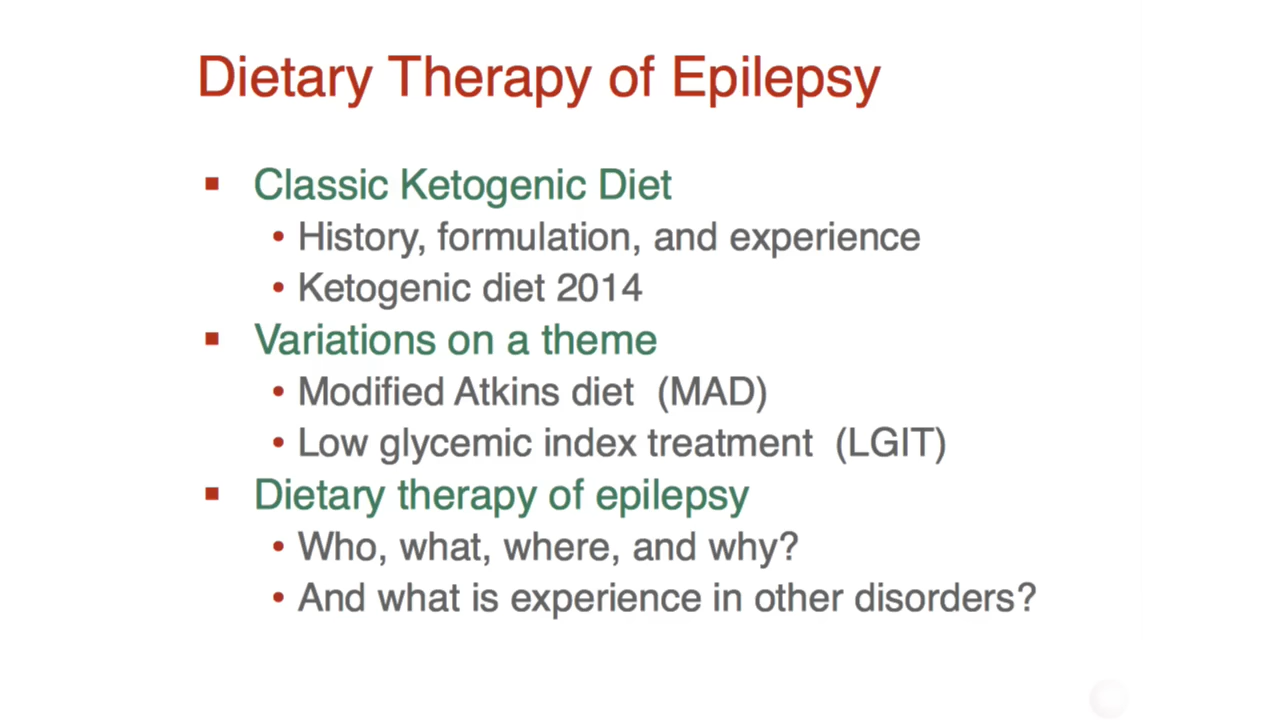 Dietary Therapy of Epilepsy
Classic Ketogenic Diet
History, formulation, and experience
Ketogenic diet 2014
Variations on a theme
Modified Atkins diet (MAD)
Low glycemic index treatment (LGIT)
Dietary therapy of epilepsy
Who, what, where, and why?
And what is experience in other disorders?